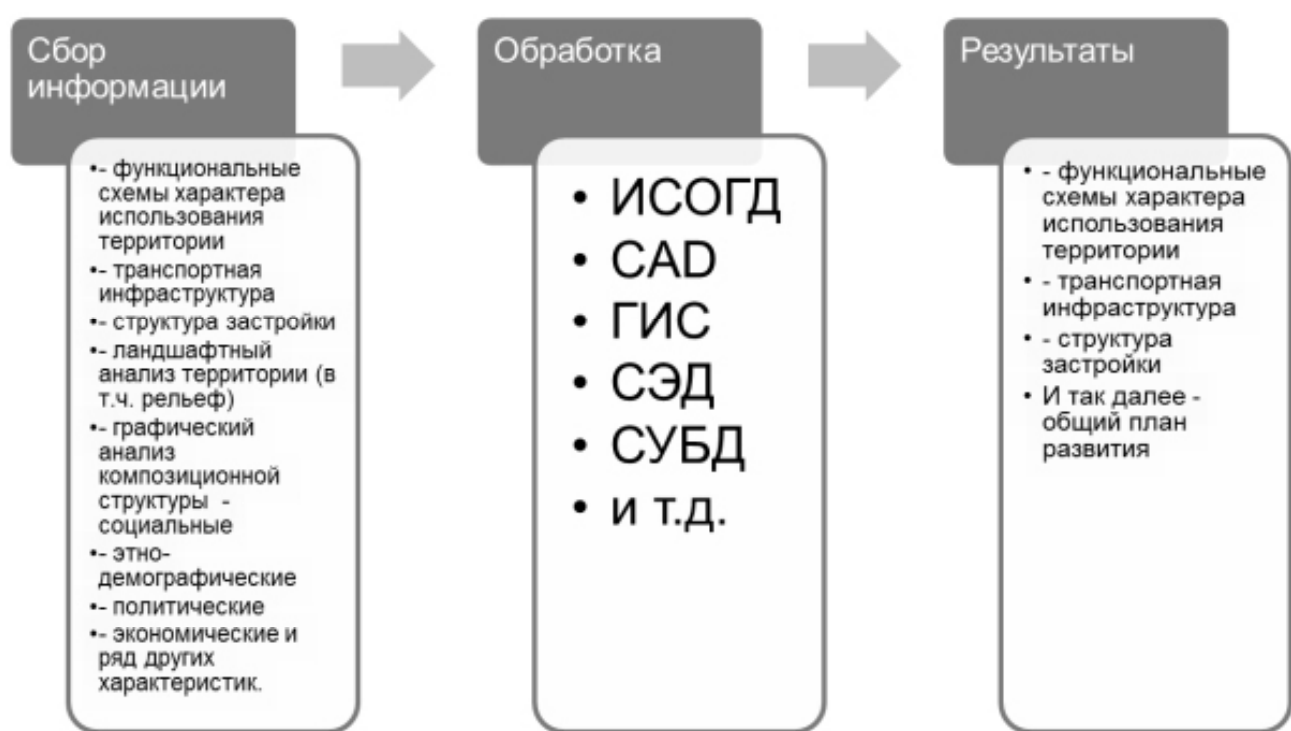 Сбор
информации
•- функциональные
схемы характера
использования
территории
•- транспортная
инфраструктура
•- структура застройки
•- ландшафтный
анализ территории (в
т.ч. рельеф)
•- графический
анализ
композиционной
структуры -
социальные
•- этно-
демографические
•- политические
•- экономические и
ряд других
характеристик.
Обработка
• ИСОГД
• CAD
• ГИС
• СЭД
• СУБД
• и т.д.
Результаты
• - функциональные
схемы характера
использования
территории
• - транспортная
инфраструктура
• - структура
застройки
• И так далее -
общий план
развития